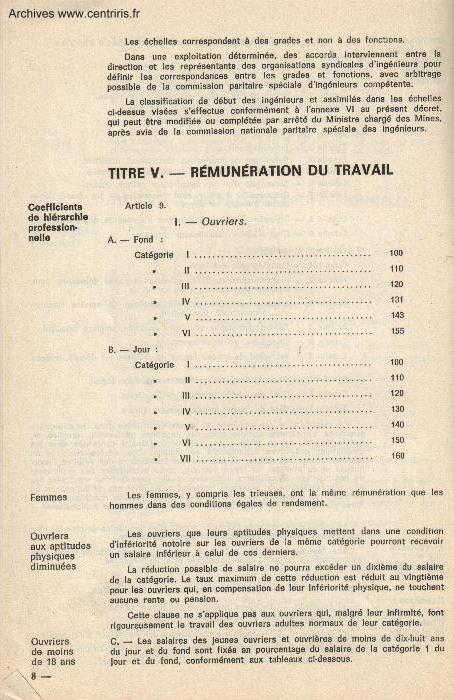 Archives www.centriris.fr
Les échelles correspondent à des grades et non à des fonctions.
Dans une exploitation déterminée, des accords interviennent entre la
direction et les représentants des organisations syndicales d'ingénieurs pour
définir les correspondances entre les grades et fonctions, avec arbitrage
possible de la commission paritaire spéciale d'ingénieurs compétente.
La classification de début des ingénieurs et assimilés dans les échelles
ci-dessus visées s'effectue conformément à l'annexe VI au présent décret,
qui peut être modifiée ou complétée par arrêté du Ministre chargé des Mines,
après avis de la commission nationale paritaire spéciale des ingénieurs.
TITRE V. — RÉMUNÉRATION DU TRAVAIL
Coefficients
de hiérarchie
profession-
nelle
Article 9.
I. — Ouvriers.
A. — Fond :
Catégorie I ........................................ 100
» II ........................................ 110
» III ........................................ 120
» IV ........................................ 131
» V ........................................ 143
» VI ........................................ 155
B. — Jour :
Catégorie I ........................................ 100
» II ........................................ 110
» III ........................................ 120
» IV ........................................ 130
» V ........................................ 140
» VI ........................................ 150
» VII ........................................ 160
Femmes
Les femmes, y compris les trieuses, ont la même rémunération que les
hommes dans des conditions égales de rendement.
Ouvriers
aux aptitudes
physiques
diminuées
Les ouvriers que leurs aptitudes physiques mettent dans une condition
d'infériorité notoire sur les ouvriers de la même catégorie pourront recevoir
un salaire inférieur à celui de ces derniers.
La réduction possible de salaire ne pourra excéder un dixième du salaire
de la catégorie. Le taux maximum de cette réduction est réduit au vingtième
pour les ouvriers qui, en compensation de leur infériorité physique, ne touchent
aucune rente ou pension.
Cette clause ne s'applique pas aux ouvriers qui, malgré leur infirmité, font
rigoureusement le travail des ouvriers adultes normaux de leur catégorie.
Ouvriers
de moins
de 18 ans
C. — Les salaires des jeunes ouvriers et ouvrières de moins de dix-huit ans
du jour et du fond sont fixés en pourcentage du salaire de la catégorie 1 du
jour et du fond, conformément aux tableaux ci-dessous.
8 —